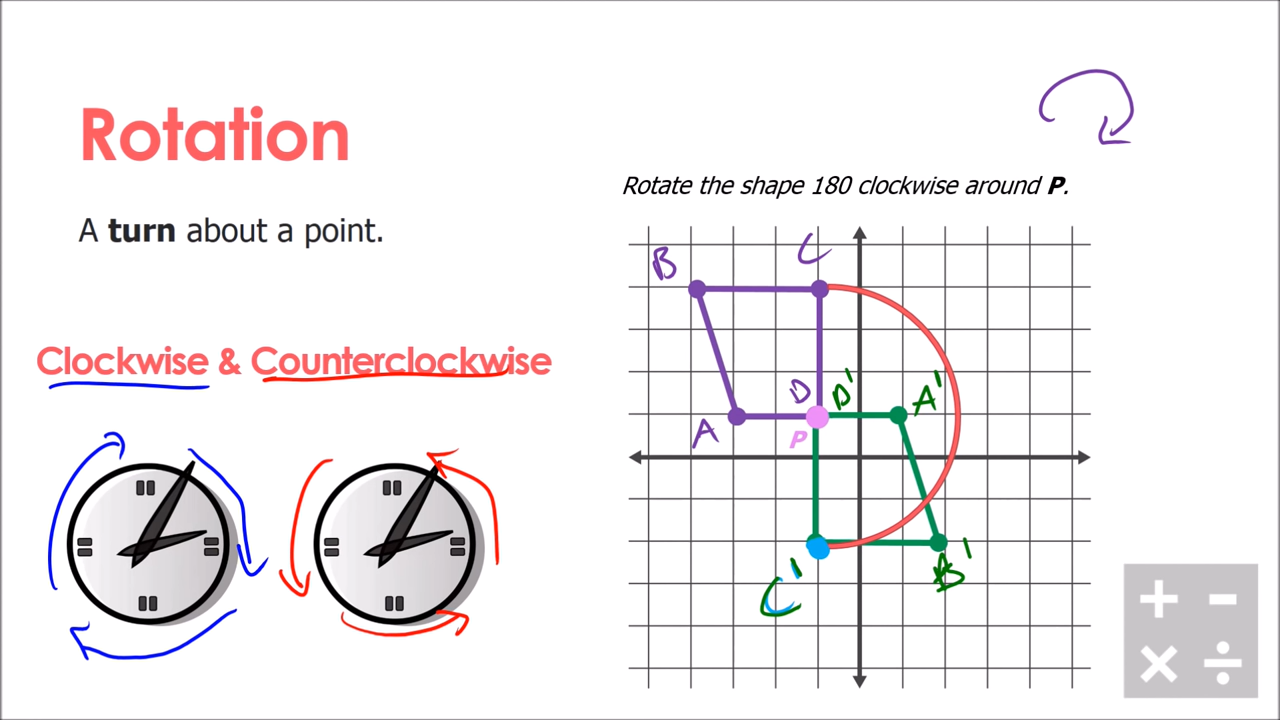 Rotation
A turn about a point.
Clockwise & Counterclockwise
Rotate the shape 180 clockwise around P.
B
C
D
D'
A'
A
P
C'
B'
+ −
× ÷